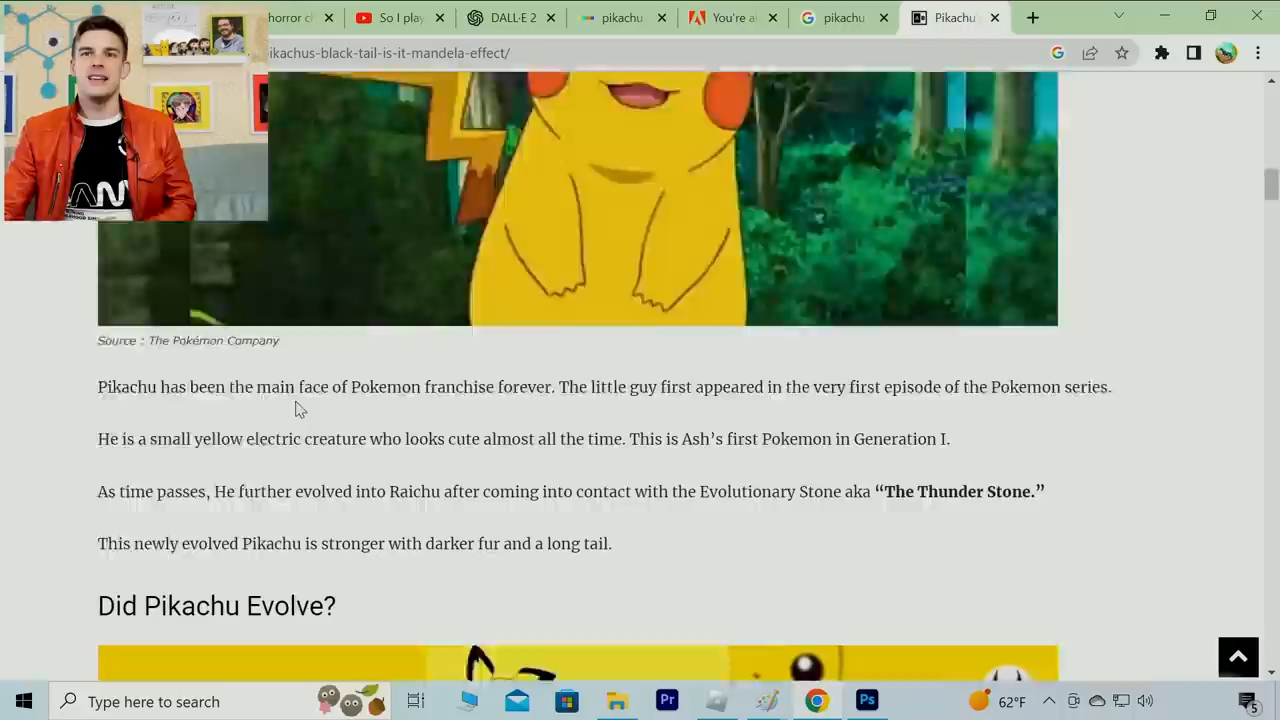 horror c
So I play
DALL·E 2
pikachu
You're a
pikachu
Pikachu
ikachus-black-tail-is-it-mandela-effect/
Source : The Pokémon Company
Pikachu has been the main face of Pokemon franchise forever. The little guy first appeared in the very first episode of the Pokemon series.
He is a small yellow electric creature who looks cute almost all the time. This is Ash’s first Pokemon in Generation I.
As time passes, He further evolved into Raichu after coming into contact with the Evolutionary Stone aka “The Thunder Stone.”
This newly evolved Pikachu is stronger with darker fur and a long tail.
Did Pikachu Evolve?
Type here to search
Pr
Ps
62°F
5